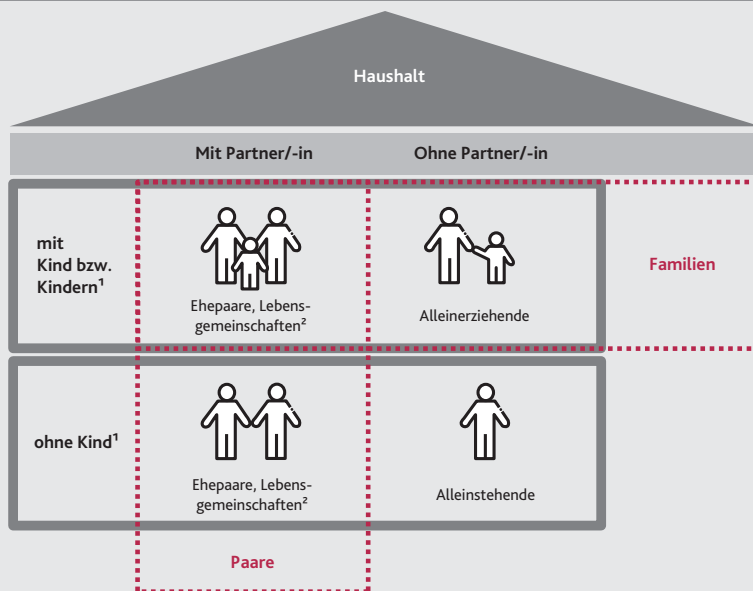 Haushalt
Mit Partner/-in
Ohne Partner/-in
mit
Kind bzw.
Kindern¹
Ehepaare, Lebens-
gemeinschaften²
Alleinerziehende
Familien
ohne Kind¹
Ehepaare, Lebens-
gemeinschaften²
Alleinstehende
Paare